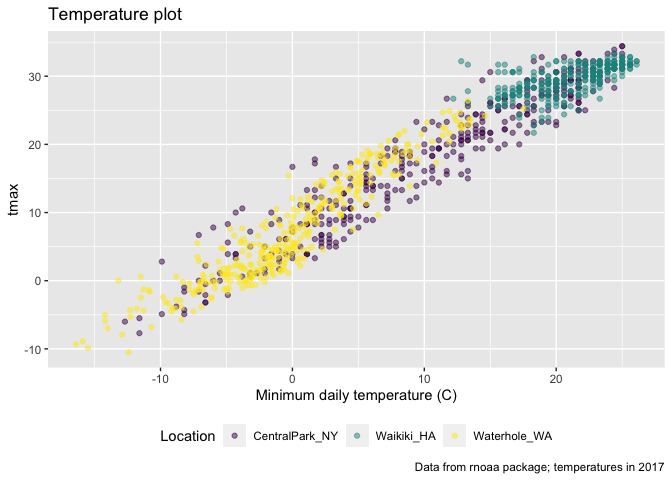 Temperature plot
30
20
10
0
-10
tmax
-10 0 10 20
Minimum daily temperature (C)
Location CentralPark_NY Waikiki_HA Waterhole_WA
Data from rnoaa package; temperatures in 2017